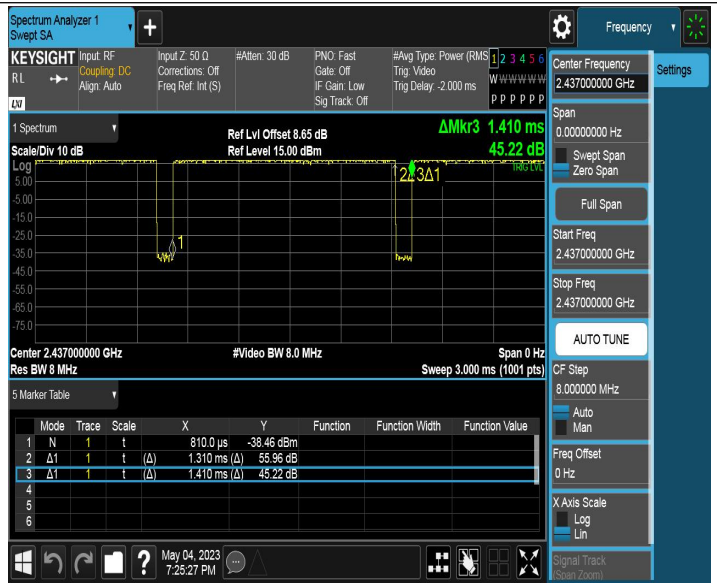 Spectrum Analyzer 1
Swept SA
Frequency
KEYSIGHT Input: RF Input Z: 50 Ω #Atten: 30 dB PNO: Fast #Avg Type: Power (RMS 1 2 3 4 5 6
RL Coupling: DC Corrections: Off Gate: Off Trig: Video
Align: Auto Freq Ref: Int (S) IF Gain: Low Trig Delay: -2.000 ms W W W W W W
LXI Sig Track: Off P P P P P P
1 Spectrum
Ref Lvl Offset 8.65 dB ΔMkr3 1.410 ms
Scale/Div 10 dB Ref Level 15.00 dBm 45.22 dB
Log
TRIG LVL
1 2Δ 3Δ1
5.00
-5.00
-15.0
-25.0
1
-35.0
-45.0
-55.0
-65.0
-75.0
Center 2.437000000 GHz #Video BW 8.0 MHz Span 0 Hz
Res BW 8 MHz Sweep 3.000 ms (1001 pts)
5 Marker Table
Mode Trace Scale X Y Function Function Width Function Value
1 N 1 t 810.0 µs -38.46 dBm
2 Δ1 1 t (Δ) 1.310 ms (Δ) 55.96 dB
3 Δ1 1 t (Δ) 1.410 ms (Δ) 45.22 dB
4
5
6
?
May 04, 2023
7:25:27 PM
Center Frequency
2.437000000 GHz
Settings
Span
0.00000000 Hz
Swept Span
Zero Span
Full Span
Start Freq
2.437000000 GHz
Stop Freq
2.437000000 GHz
AUTO TUNE
CF Step
8.000000 MHz
Auto
Man
Freq Offset
0 Hz
X Axis Scale
Log
Lin
Signal Track
(Span Zoom)